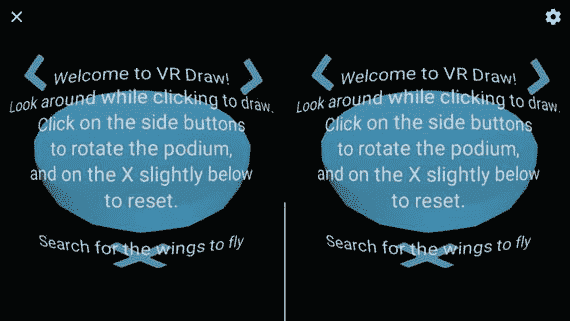 Welcome to VR Draw!
Look around while clicking to draw.
Click on the side buttons
to rotate the podium,
and on the X slightly below
to reset.
Search for the wings to fly
Welcome to VR Draw!
Look around while clicking to draw.
Click on the side buttons
to rotate the podium,
and on the X slightly below
to reset.
Search for the wings to fly